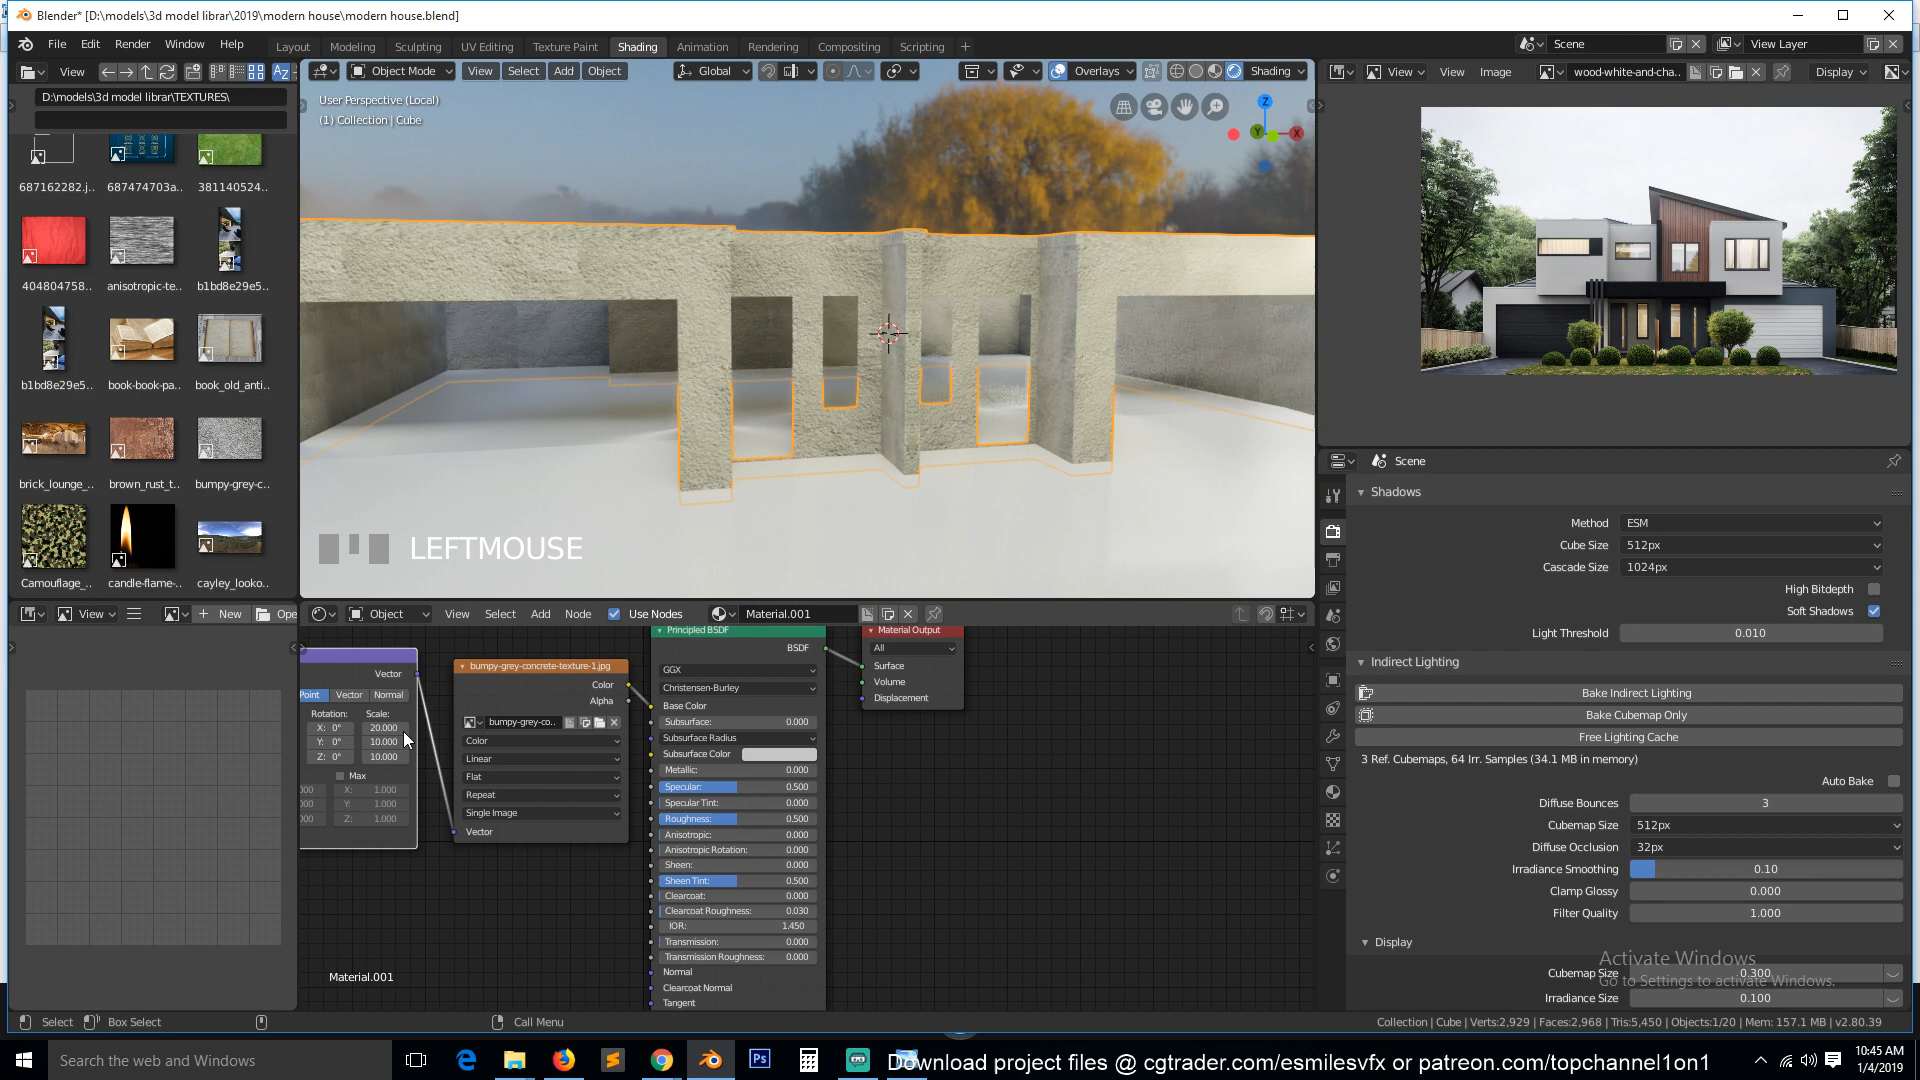 Blender* [D:\models\3d model librar\2019\modern house\modern house.blend]
File Edit Render Window Help
Layout Modeling Sculpting UV Editing Texture Paint Shading Animation Rendering Compositing Scripting +
Scene
View Layer
View
D:\models\3d model librar\TEXTURES\
687162282.j.. 687474703a.. 381140524..
404804758.. anisotropic-te.. b1bd8e29e5..
b1bd8e29e5.. book-book-pa.. book_old_anti..
brick_lounge_.. brown_rust_t.. bumpy-grey-c..
Camouflage_.. candle-flame-.. cayley_looko..
Object Mode View Select Add Object Global Overlays Shading
User Perspective (Local)
(1) Collection | Cube
Z
Y
X
LEFTMOUSE
View View Image wood-white-and-cha.. Display
Scene
Shadows
Method ESM
Cube Size 512px
Cascade Size 1024px
High Bitdepth
Soft Shadows
Light Threshold 0.010
Indirect Lighting
Bake Indirect Lighting
Bake Cubemap Only
Free Lighting Cache
3 Ref. Cubemaps, 64 Irr. Samples (34.1 MB in memory)
Auto Bake
Diffuse Bounces 3
Cubemap Size 512px
Diffuse Occlusion 32px
Irradiance Smoothing 0.10
Clamp Glossy 0.000
Filter Quality 1.000
Display
Cubemap Size 0.300
Irradiance Size 0.100
Activate Windows
Go to Settings to activate Windows.
View + New Ope
Object View Select Add Node Use Nodes Material.001
Vector
Point Vector Normal
Rotation: Scale:
X: 0° 20.000
Y: 0° 10.000
Z: 0° 10.000
Max
000 X: 1.000
000 Y: 1.000
000 Z: 1.000
bumpy-grey-concrete-texture-1.jpg
Color
Alpha
bumpy-grey-co..
Color
Linear
Flat
Repeat
Single Image
Vector
Principled BSDF
BSDF
GGX
Christensen-Burley
Base Color
Subsurface: 0.000
Subsurface Radius
Subsurface Color
Metallic: 0.000
Specular: 0.500
Specular Tint: 0.000
Roughness: 0.500
Anisotropic: 0.000
Anisotropic Rotation: 0.000
Sheen: 0.000
Sheen Tint: 0.500
Clearcoat: 0.000
Clearcoat Roughness: 0.030
IOR: 1.450
Transmission: 0.000
Transmission Roughness: 0.000
Normal
Clearcoat Normal
Tangent
Material Output
All
Surface
Volume
Displacement
Material.001
Select Box Select Call Menu
Collection | Cube | Verts:2,929 | Faces:2,968 | Tris:5,450 | Objects:1/20 | Mem: 157.1 MB | v2.80.39
Search the web and Windows
Download project files @ cgtrader.com/esmilesvfx or patreon.com/topchannel1on1
10:45 AM
1/4/2019